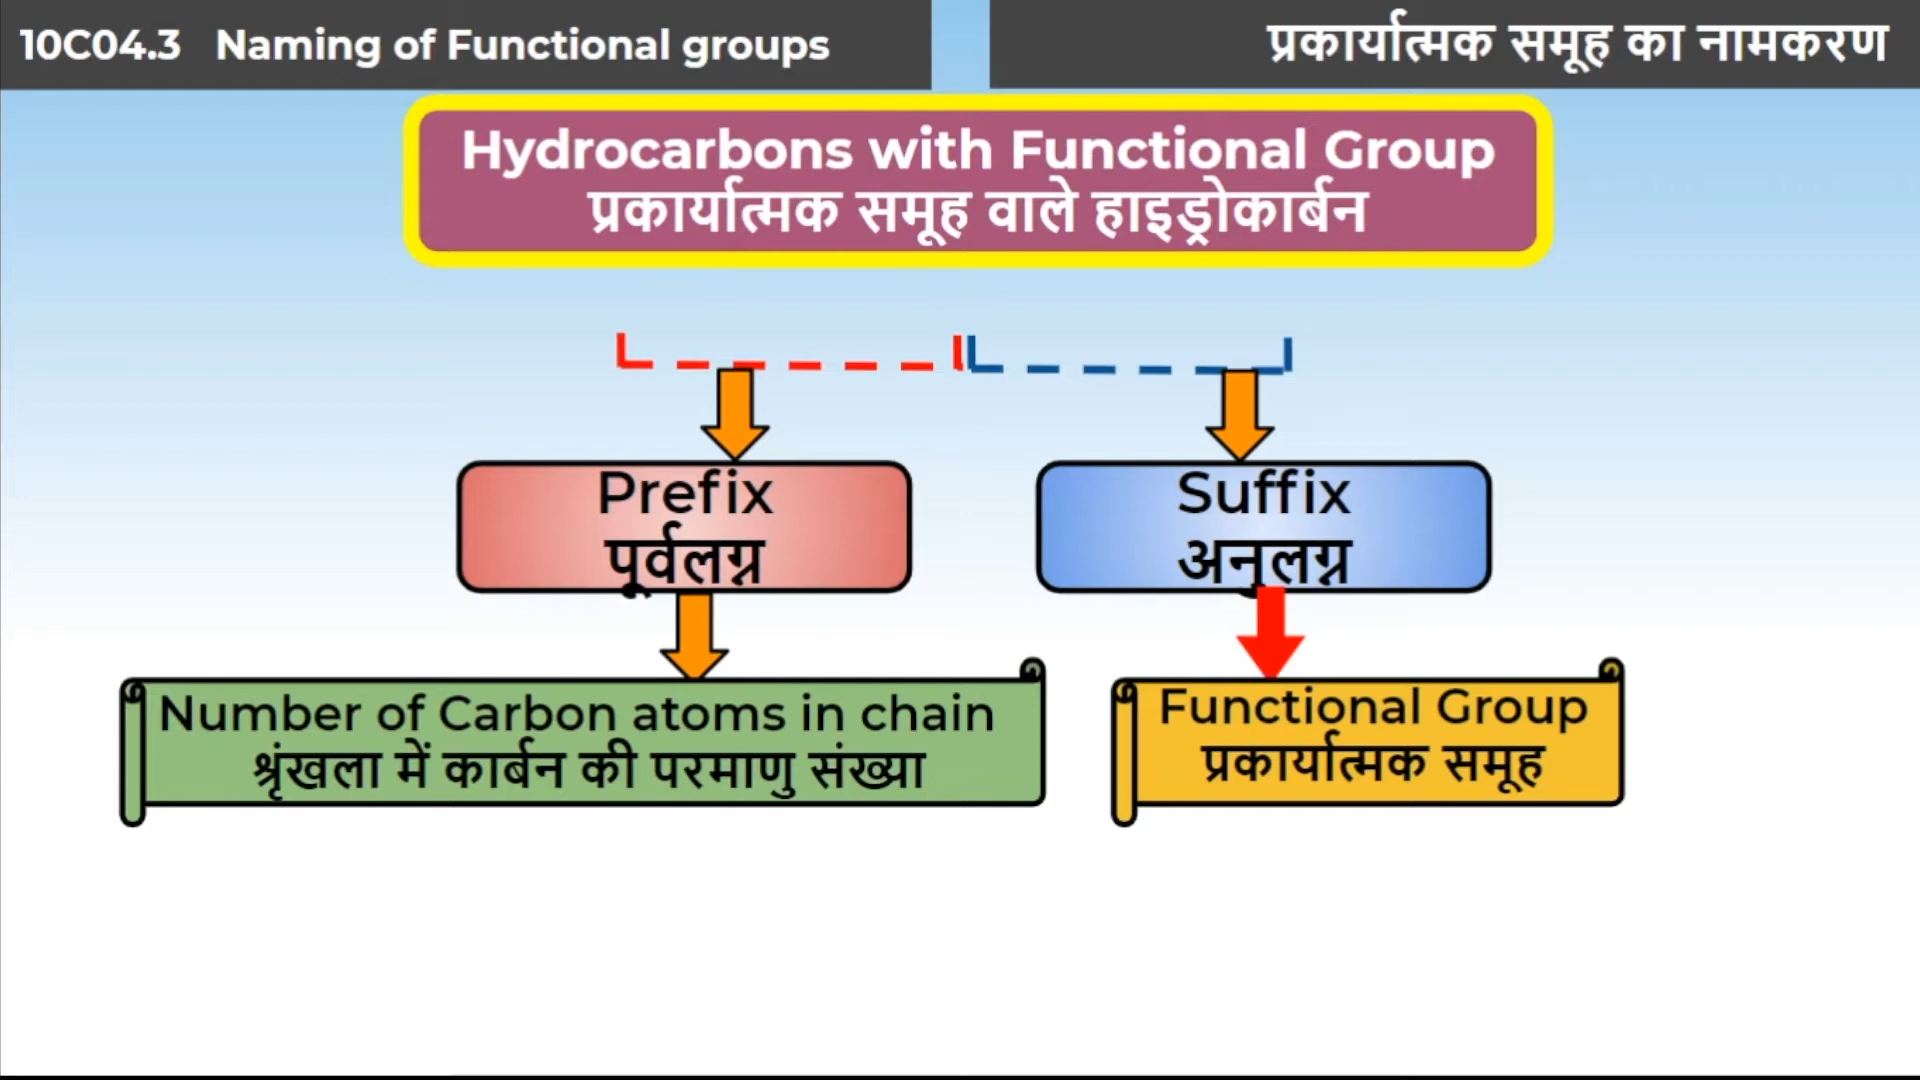 10C04.3 Naming of Functional groups
प्रकार्यात्मक समूह का नामकरण
Hydrocarbons with Functional Group
प्रकार्यात्मक समूह वाले हाइड्रोकार्बन
Prefix
पूर्वलग्न
Suffix
अनुलग्न
Number of Carbon atoms in chain
श्रृंखला में कार्बन की परमाणु संख्या
Functional Group
प्रकार्यात्मक समूह